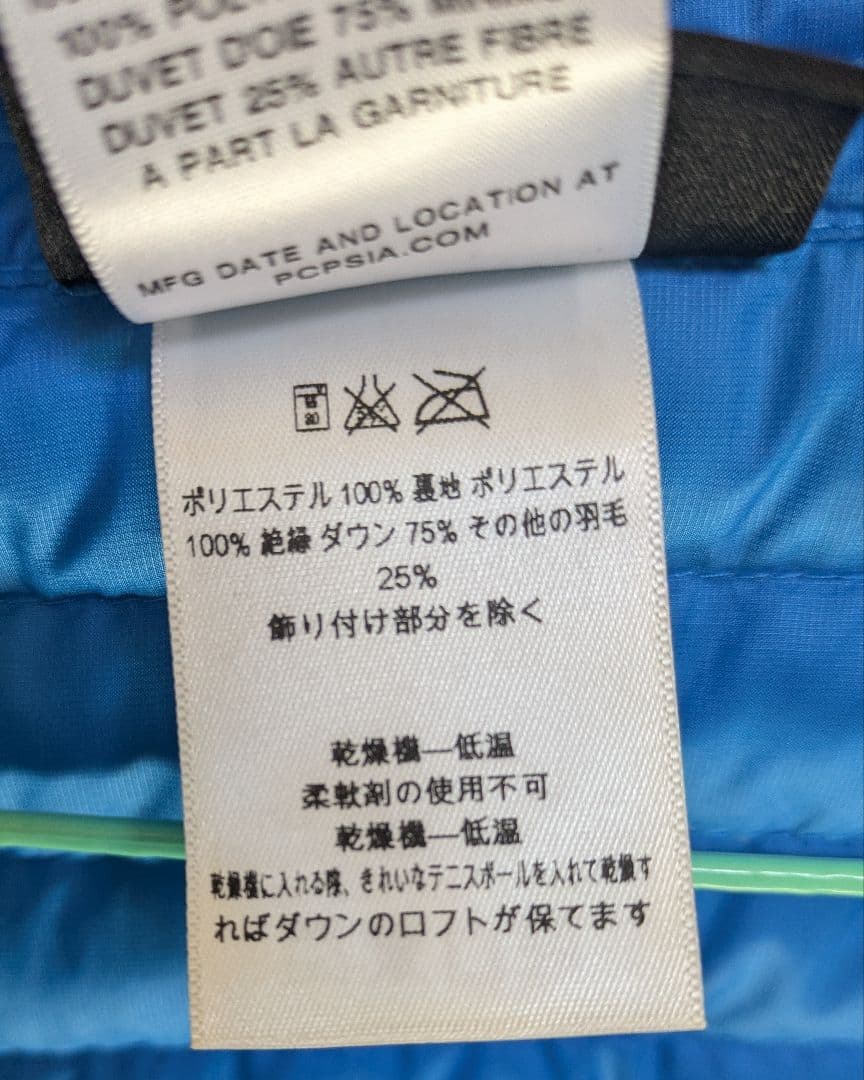 100%
DUVET D'OIE 75%
DUVET 25% AUTRE FIBRE
A PART LA GARNITURE
MFG DATE AND LOCATION AT
PCPSIA.COM
ポリエステル 100% 裏地 ポリエステル
100% 絶縁 ダウン 75% その他の羽毛
25%
飾り付け部分を除く
乾燥機—低温
柔軟剤の使用不可
乾燥機—低温
乾燥機に入れる際、きれいなテニスボールを入れて乾燥す
ればダウンのロフトが保てます